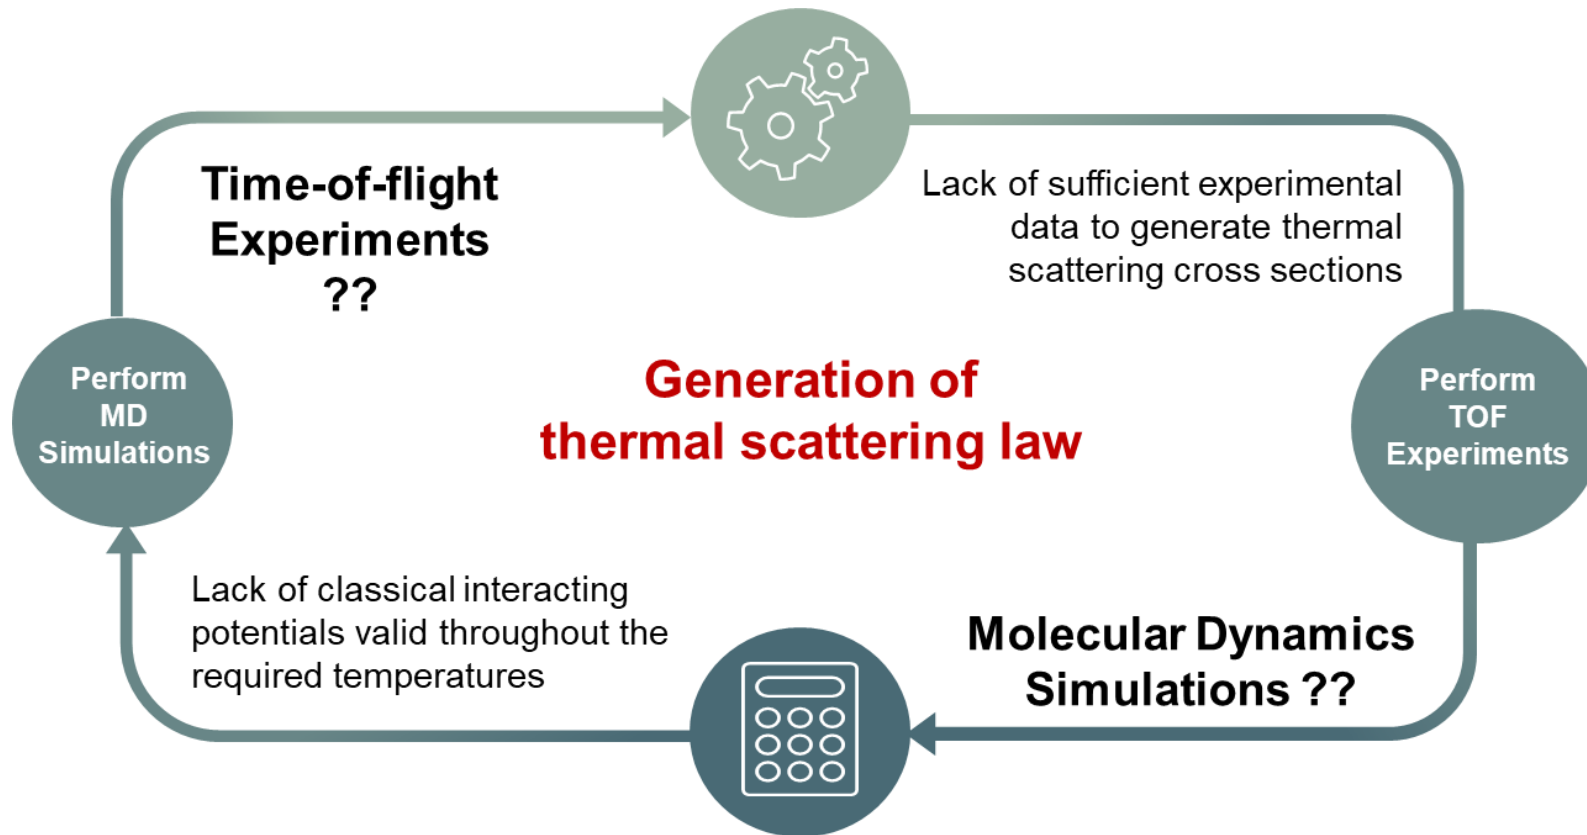 Time-of-flight
Experiments
??
Lack of sufficient experimental
data to generate thermal
scattering cross sections
Perform
MD
Simulations
Generation of
thermal scattering law
Perform
TOF
Experiments
Lack of classical interacting
potentials valid throughout the
required temperatures
Molecular Dynamics
Simulations ??